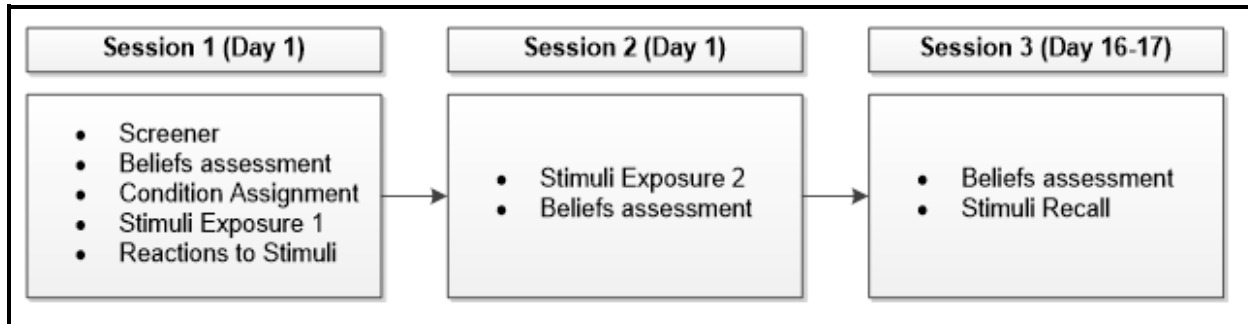 Session 1 (Day 1)
Session 2 (Day 1)
Session 3 (Day 16-17)
• Screener
• Beliefs assessment
• Condition Assignment
• Stimuli Exposure 1
• Reactions to Stimuli
• Stimuli Exposure 2
• Beliefs assessment
• Beliefs assessment
• Stimuli Recall